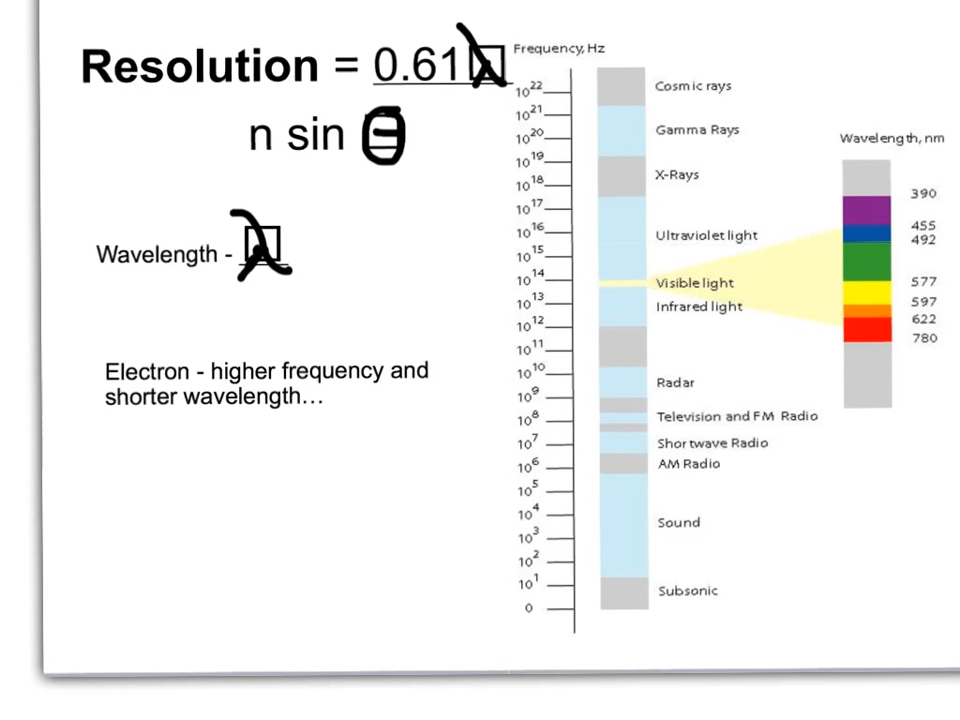 Resolution = 0.61λ
n sin θ
Wavelength - λ
Electron - higher frequency and
shorter wavelength...
Frequency, Hz
10²²
10²¹
10²⁰
10¹⁹
10¹⁸
10¹⁷
10¹⁶
10¹⁵
10¹⁴
10¹³
10¹²
10¹¹
10¹⁰
10⁹
10⁸
10⁷
10⁶
10⁵
10⁴
10³
10²
10¹
0
Cosmic rays
Gamma Rays
X-Rays
Ultraviolet light
Visible light
Infrared light
Radar
Television and FM Radio
Shortwave Radio
AM Radio
Sound
Subsonic
Wavelength, nm
390
455
492
577
597
622
780